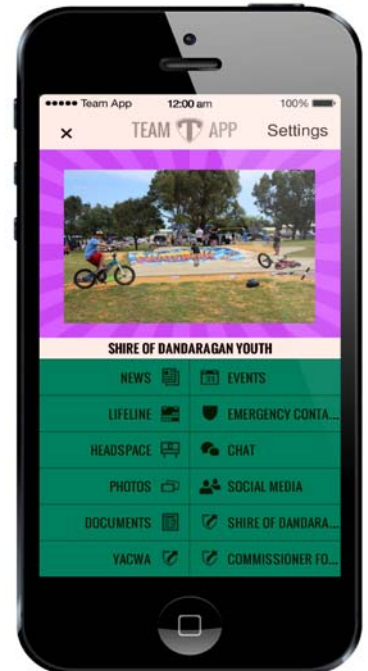 Team App 12:00 am 100%
× TEAM T APP Settings
SHIRE OF DANDARAGAN YOUTH
NEWS EVENTS
LIFELINE EMERGENCY CONTA...
HEADSPACE CHAT
PHOTOS SOCIAL MEDIA
DOCUMENTS SHIRE OF DANDARA...
YACWA COMMISSIONER FO...